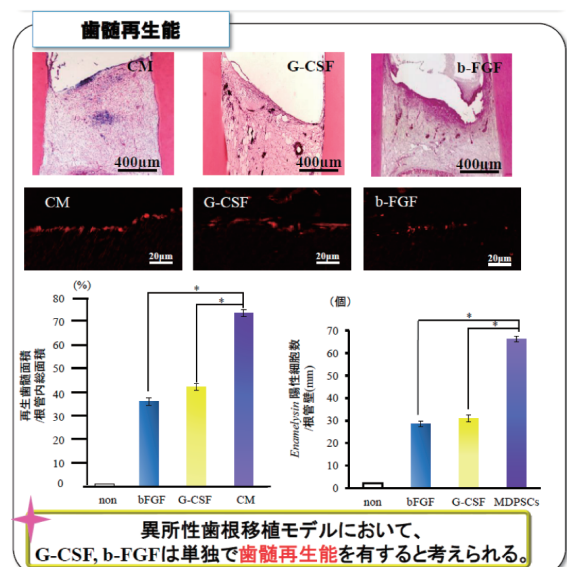 歯髄再生能
CM
G-CSF
b-FGF
400μm
400μm
400μm
CM
G-CSF
b-FGF
20μm
20μm
20μm
(%)
再生歯髄面積
/根管内総面積
80
70
60
50
40
30
20
10
0
*
*
non bFGF G-CSF CM
(個)
Enamelysin 陽性細胞数
/根管壁(mm)
70
60
50
40
30
20
10
0
*
*
non bFGF G-CSF MDPSCs
異所性歯根移植モデルにおいて、
G-CSF, b-FGFは単独で歯髄再生能を有すると考えられる。